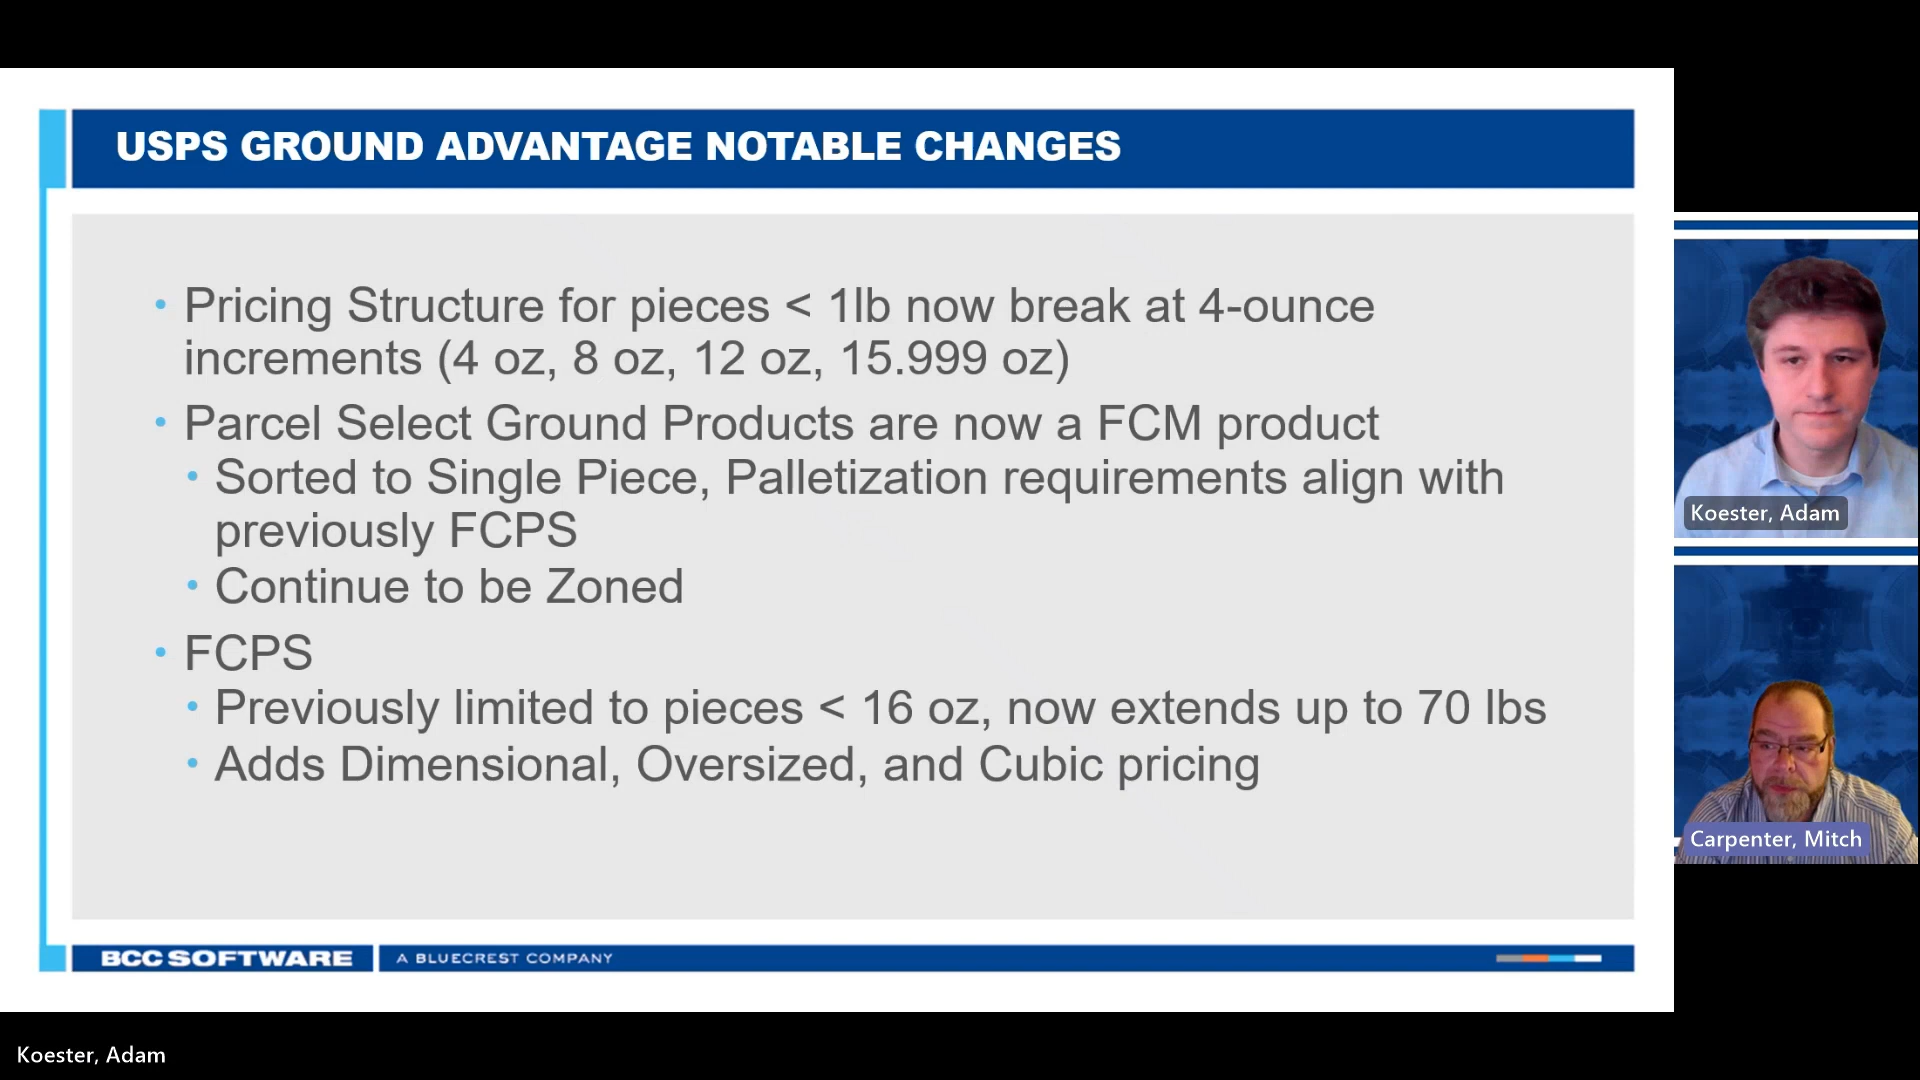 USPS GROUND ADVANTAGE NOTABLE CHANGES
• Pricing Structure for pieces < 1lb now break at 4-ounce
increments (4 oz, 8 oz, 12 oz, 15.999 oz)
• Parcel Select Ground Products are now a FCM product
• Sorted to Single Piece, Palletization requirements align with
previously FCPS
• Continue to be Zoned
• FCPS
• Previously limited to pieces < 16 oz, now extends up to 70 lbs
• Adds Dimensional, Oversized, and Cubic pricing
BCC SOFTWARE
A BLUECREST COMPANY
Koester, Adam
Carpenter, Mitch
Koester, Adam